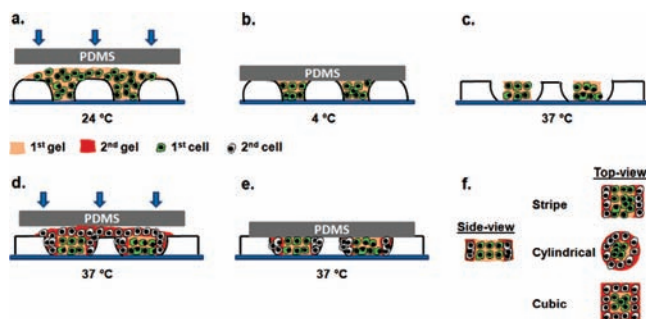 a.
b.
c.
PDMS
PDMS
24 °C
4 °C
37 °C
1st gel
2nd gel
1st cell
2nd cell
d.
e.
f.
Top-view
PDMS
PDMS
Stripe
Side-view
Cylindrical
37 °C
37 °C
Cubic